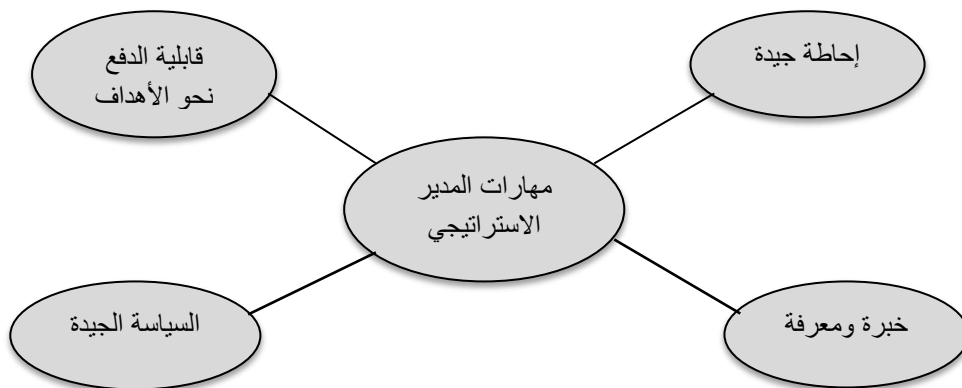 إحاطة جيدة
قابلية الدفع
نحو الأهداف
مهارات المدير
الاستراتيجي
خبرة ومعرفة
السياسة الجيدة